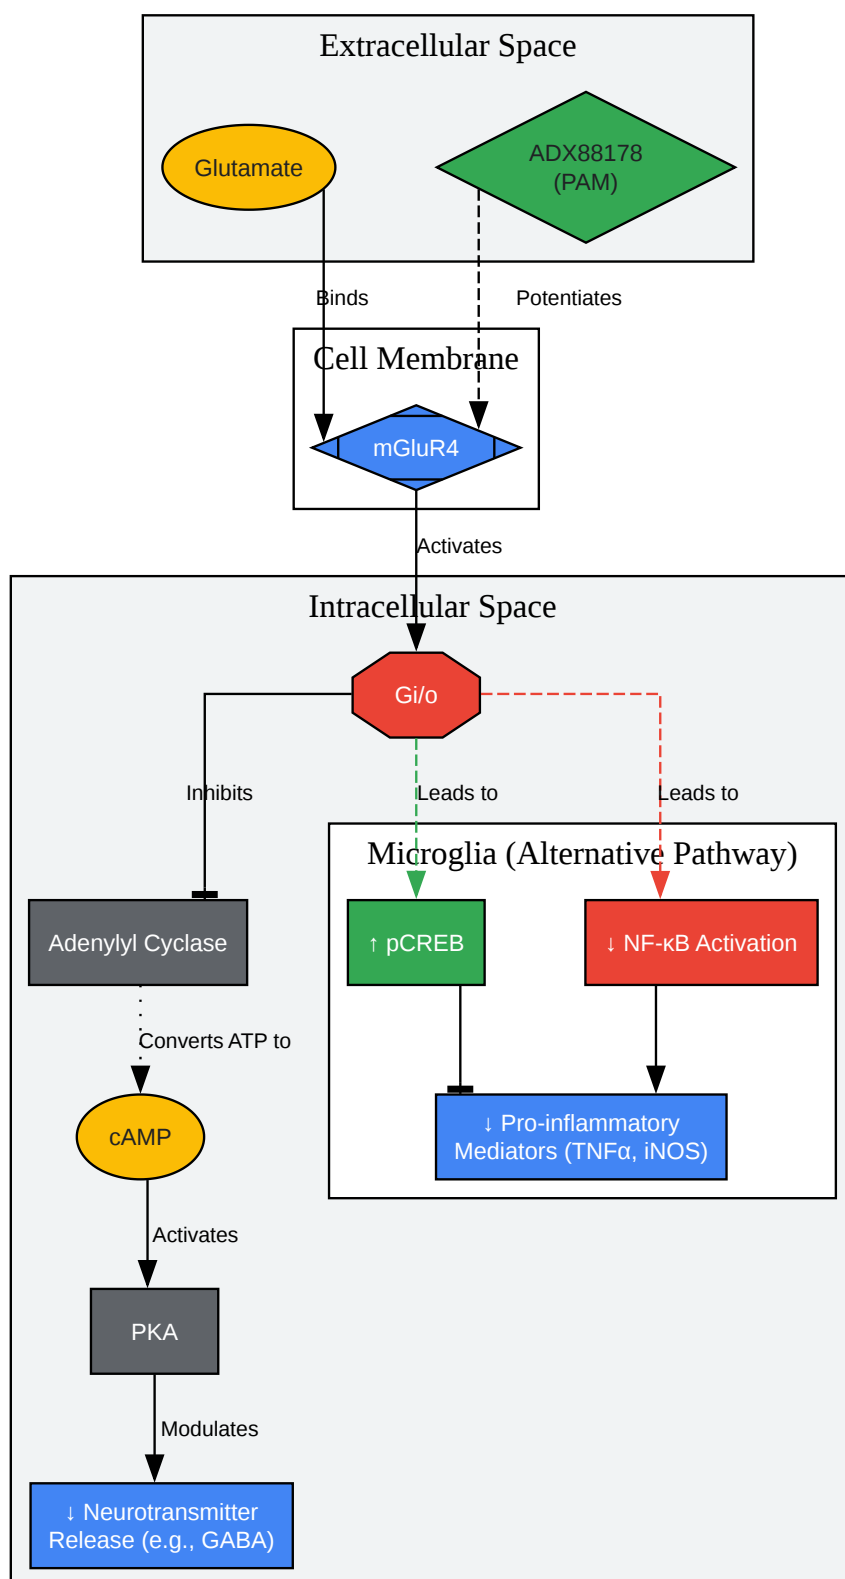 Extracellular Space
Glutamate
ADX88178
(PAM)
Binds
Potentiates
Cell Membrane
mGluR4
Activates
Intracellular Space
Gi/o
Inhibits
Leads to
Leads to
Microglia (Alternative Pathway)
Adenylyl Cyclase
↑ pCREB
↓ NF-κB Activation
Converts ATP to
cAMP
↓ Pro-inflammatory
Mediators (TNFα, iNOS)
Activates
PKA
Modulates
↓ Neurotransmitter
Release (e.g., GABA)